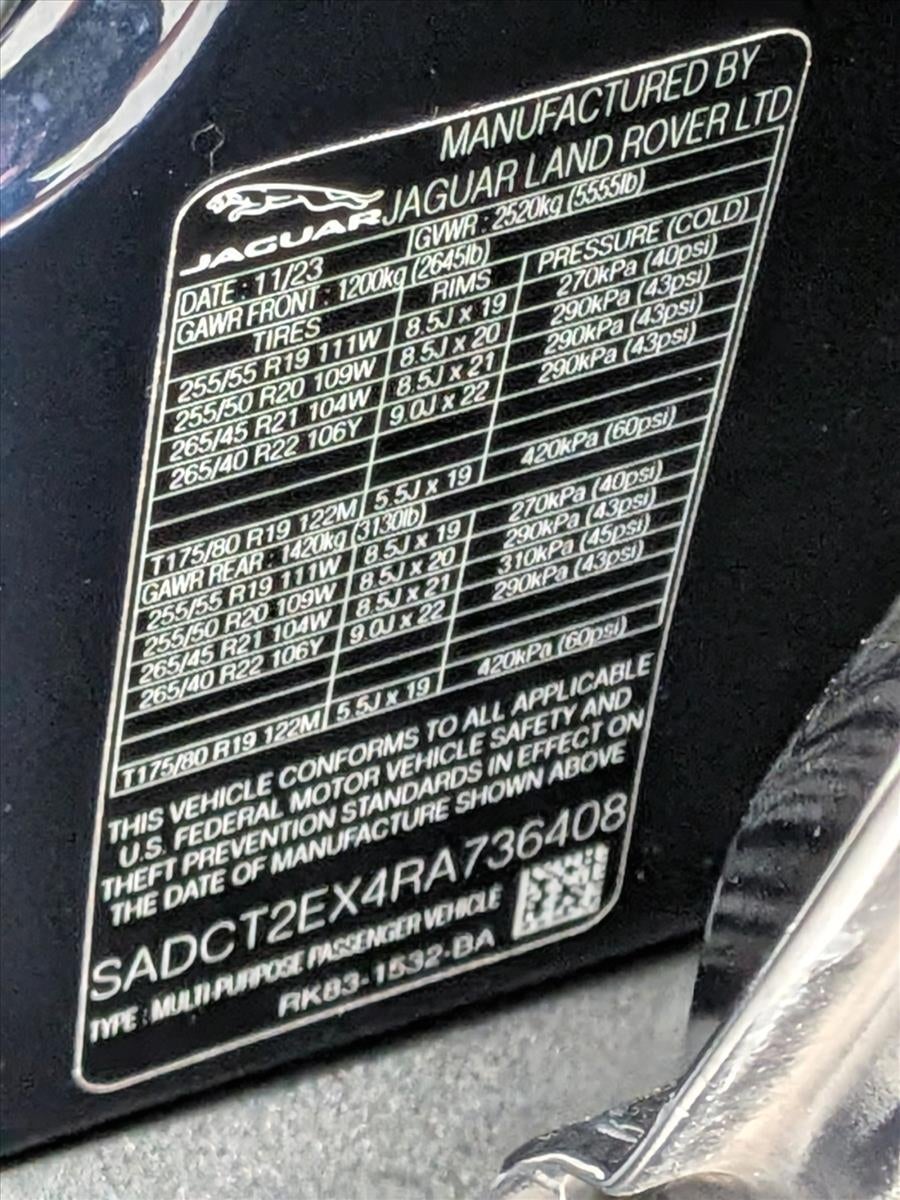 MANUFACTURED BY
JAGUAR JAGUAR LAND ROVER LTD
DATE : 11/23 GVWR : 2520kg (5555lb)
GAWR FRONT : 1200kg (2645lb)
TIRES RIMS PRESSURE (COLD)
255/55 R19 111W 8.5J x 19 270kPa (40psi)
255/50 R20 109W 8.5J x 20 290kPa (43psi)
265/45 R21 104W 8.5J x 21 290kPa (43psi)
265/40 R22 106Y 9.0J x 22 290kPa (43psi)
T175/80 R19 122M 5.5J x 19 420kPa (60psi)
GAWR REAR : 1420kg (3130lb)
255/55 R19 111W 8.5J x 19 270kPa (40psi)
255/50 R20 109W 8.5J x 20 290kPa (43psi)
265/45 R21 104W 8.5J x 21 310kPa (45psi)
265/40 R22 106Y 9.0J x 22 290kPa (43psi)
T175/80 R19 122M 5.5J x 19 420kPa (60psi)
THIS VEHICLE CONFORMS TO ALL APPLICABLE
U.S. FEDERAL MOTOR VEHICLE SAFETY AND
THEFT PREVENTION STANDARDS IN EFFECT ON
THE DATE OF MANUFACTURE SHOWN ABOVE
SADCT2EX4RA736408
TYPE : MULTI-PURPOSE PASSENGER VEHICLE
RK83-1532-BA